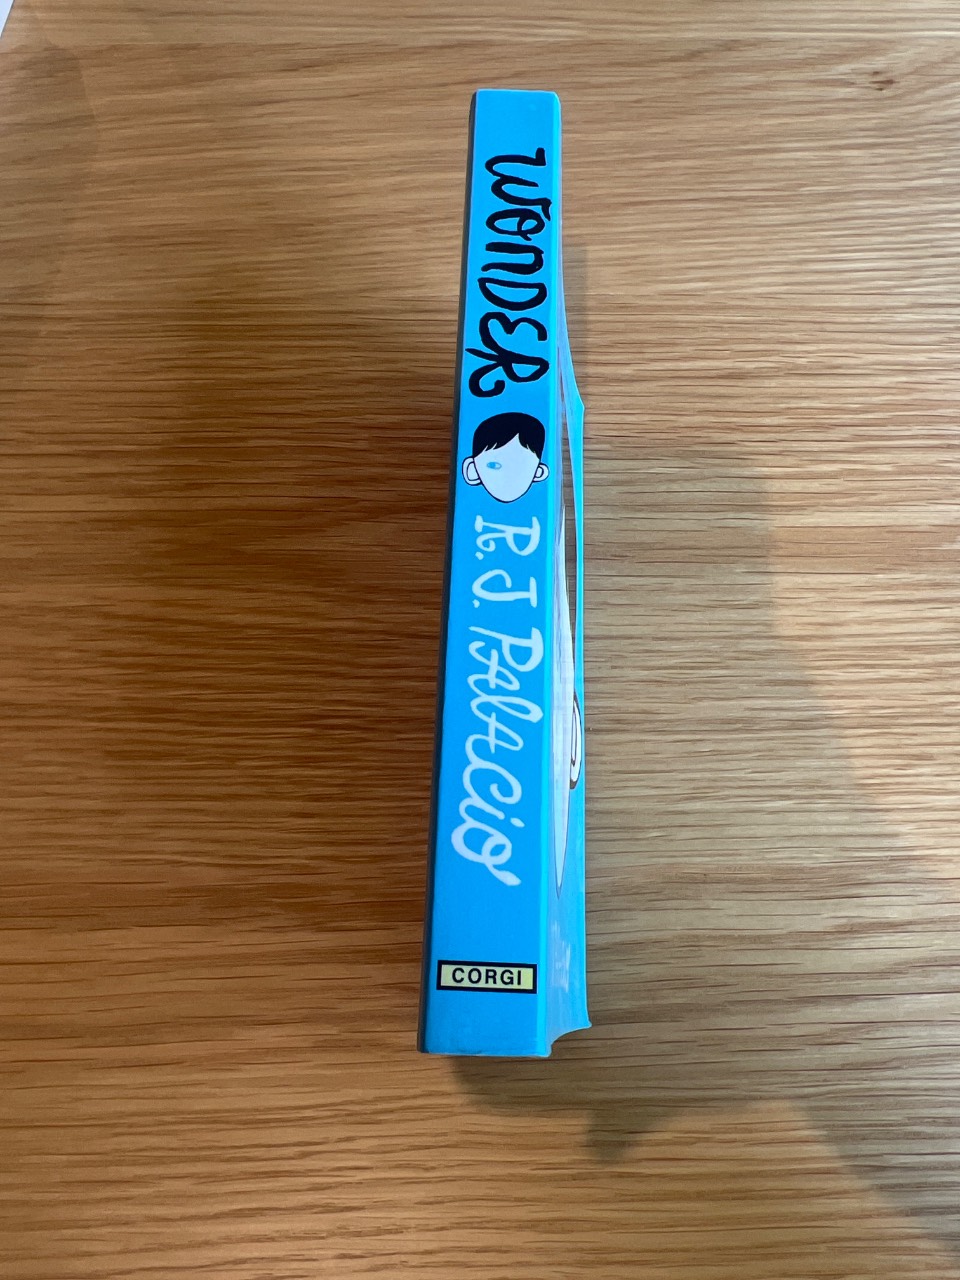 WONDER
R. J. PALACIO
CORGI